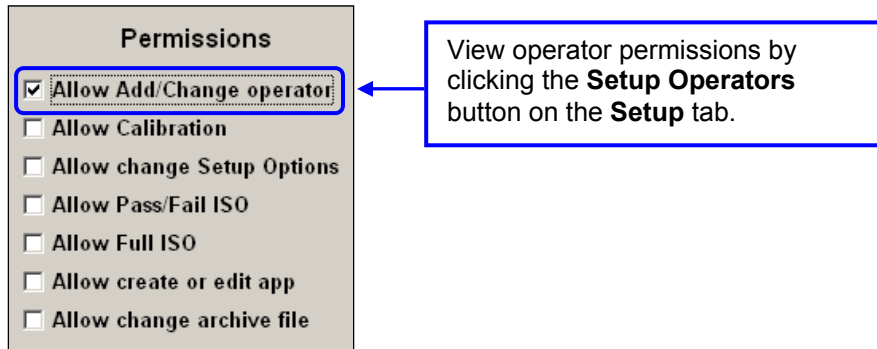 Permissions
Allow Add/Change operator
Allow Calibration
Allow change Setup Options
Allow Pass/Fail ISO
Allow Full ISO
Allow create or edit app
Allow change archive file
View operator permissions by
clicking the Setup Operators
button on the Setup tab.